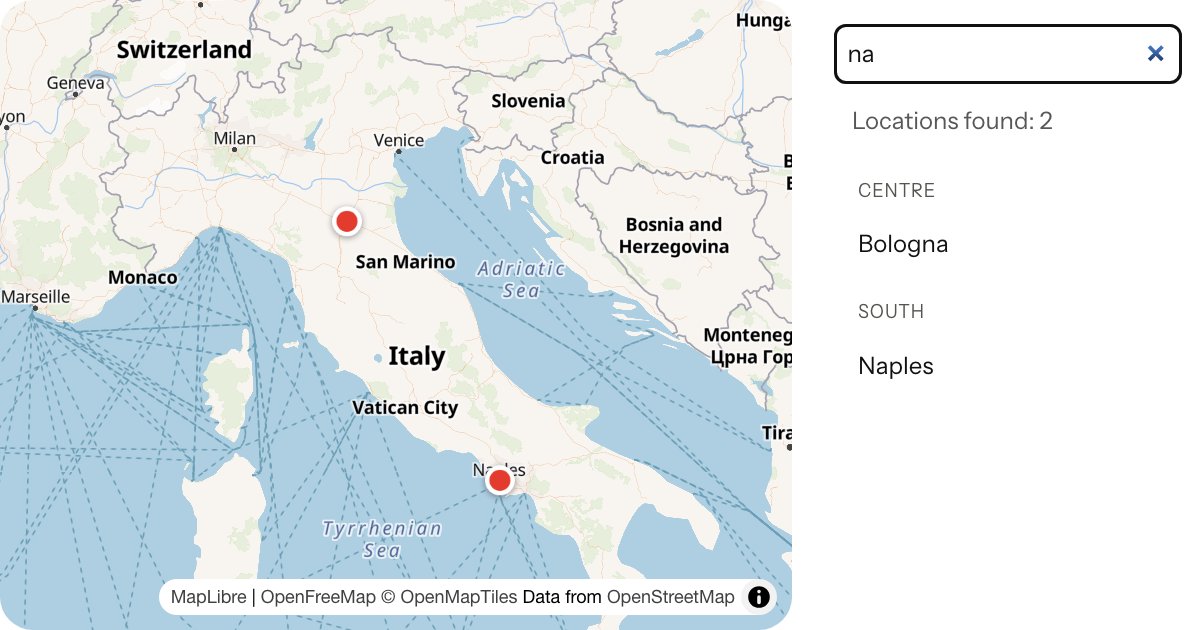 Switzerland
Hunga
Geneva
Slovenia
yon
Milan
Venice
Croatia
B
E
Bosnia and
Herzegovina
San Marino
Adriatic
Sea
Monaco
Marseille
Monteneg
Црна Гор
Italy
Vatican City
Tira
Naples
Tyrrhenian
Sea
MapLibre | OpenFreeMap © OpenMapTiles Data from OpenStreetMap
na
Locations found: 2
CENTRE
Bologna
SOUTH
Naples